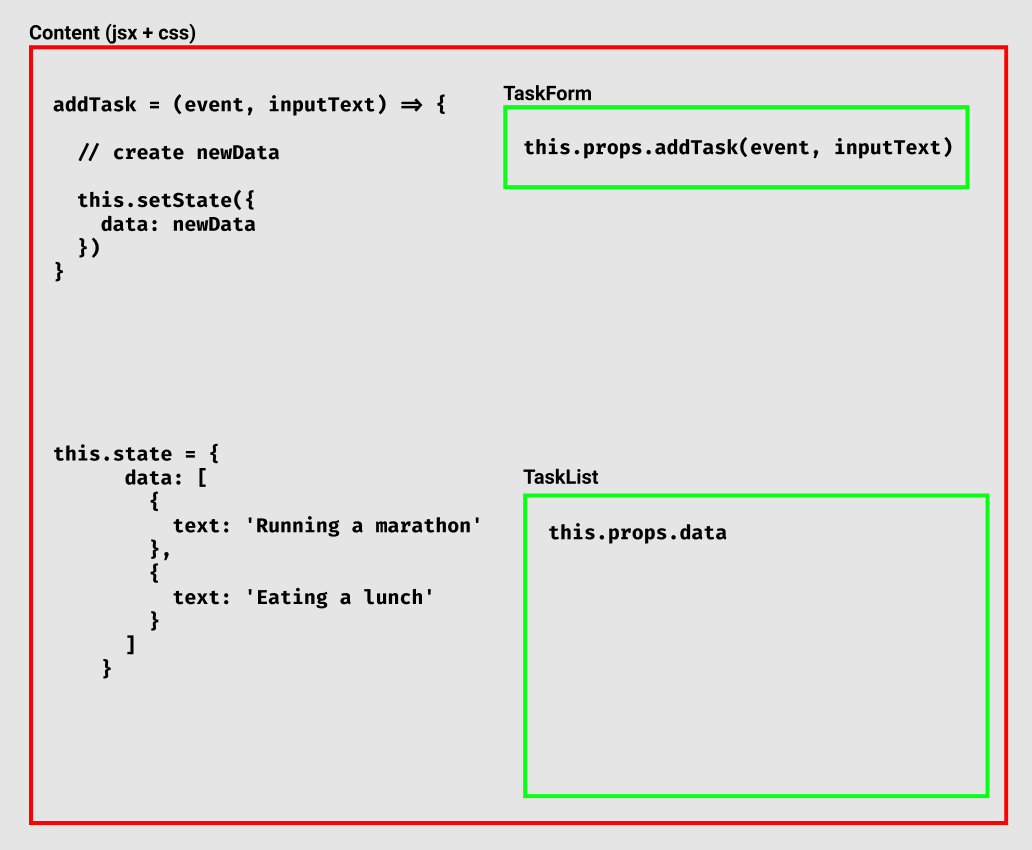 Content (jsx + css)
addTask = (event, inputText) => {
// create newData
this.setState({
data: newData
})
}
TaskForm
this.props.addTask(event, inputText)
this.state = {
data: [
{
text: 'Running a marathon'
},
{
text: 'Eating a lunch'
}
]
}
TaskList
this.props.data